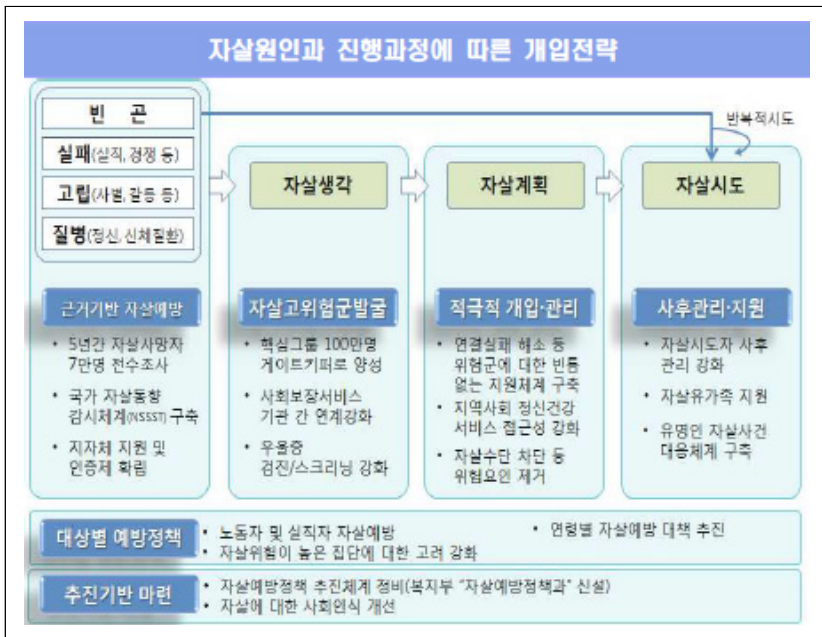 자살원인과 진행과정에 따른 개입전략
빈 곤
실패(실직, 경쟁 등)
고립(사별, 갈등 등)
질병(정신, 신체질환)
자살생각
자살계획
자살시도
반복적시도
근거기반 자살예방
• 5년간 자살사망자
7만명 전수조사
• 국가 자살동향
감시체계(NSSST) 구축
• 지자체 지원 및
인증제 확립
자살고위험군발굴
• 핵심그룹 100만명
게이트키퍼로 양성
• 사회보장서비스
기관 간 연계강화
• 우울증
검진/스크리닝 강화
적극적 개입·관리
• 연결실패 해소 등
위험군에 대한 빈틈
없는 지원체계 구축
• 지역사회 정신건강
서비스 접근성 강화
• 자살수단 차단 등
위험요인 제거
사후관리·지원
• 자살시도자 사후
관리 강화
• 자살유가족 지원
• 유명인 자살사건
대응체계 구축
대상별 예방정책
• 노동자 및 실직자 자살예방
• 연령별 자살예방 대책 추진
• 자살위험이 높은 집단에 대한 고려 강화
추진기반 마련
• 자살예방정책 추진체계 정비(복지부 "자살예방정책과" 신설)
• 자살에 대한 사회인식 개선